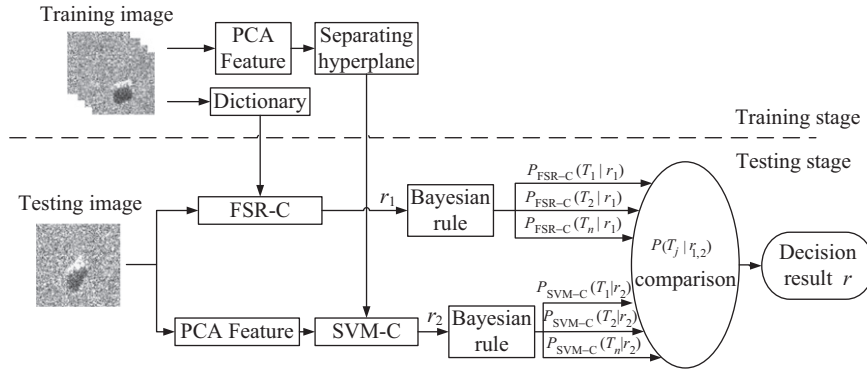 Training image
PCA
Feature
Separating
hyperplane
Dictionary
Training stage
Testing stage
Testing image
FSR-C
r1
Bayesian
rule
PFSR–C(T1 | r1)
PFSR–C(T2 | r1)
PFSR–C(Tn | r1)
P(Tj | r1,2)
comparison
Decision
result r
PCA Feature
SVM-C
r2
Bayesian
rule
PSVM–C(T1|r2)
PSVM–C(T2|r2)
PSVM–C(Tn|r2)